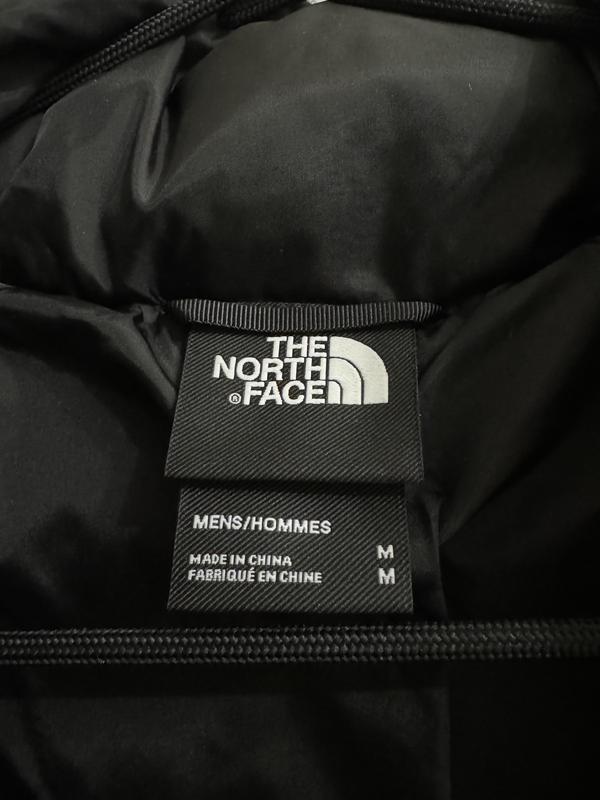 THE
NORTH
® FACE
MENS/HOMMES
MADE IN CHINA M
FABRIQUÉ EN CHINE M